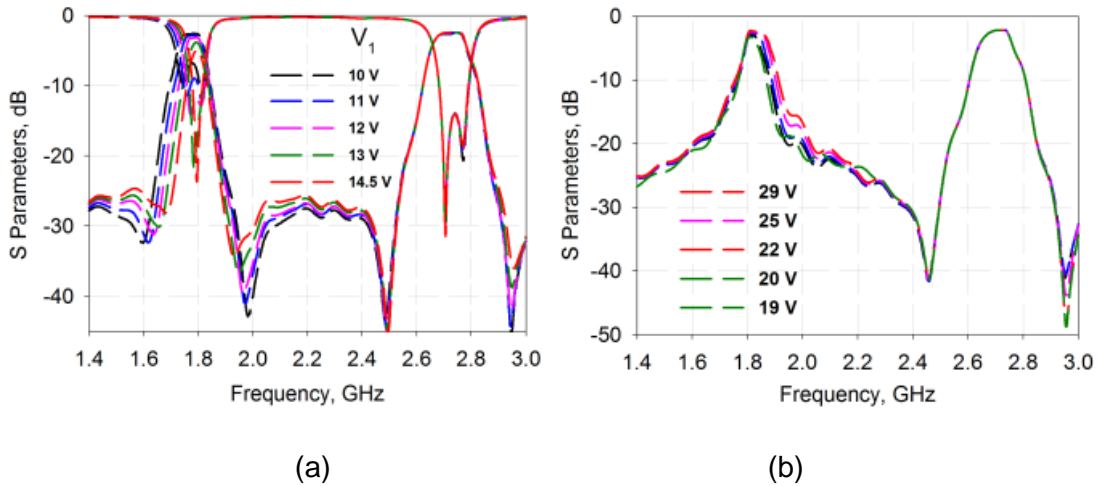 0
-10
-20
-30
-40
S Parameters, dB
1.4 1.6 1.8 2.0 2.2 2.4 2.6 2.8 3.0
Frequency, GHz
V1
10 V
11 V
12 V
13 V
14.5 V
(a)
0
-10
-20
-30
-40
-50
S Parameters, dB
1.4 1.6 1.8 2.0 2.2 2.4 2.6 2.8 3.0
Frequency, GHz
29 V
25 V
22 V
20 V
19 V
(b)